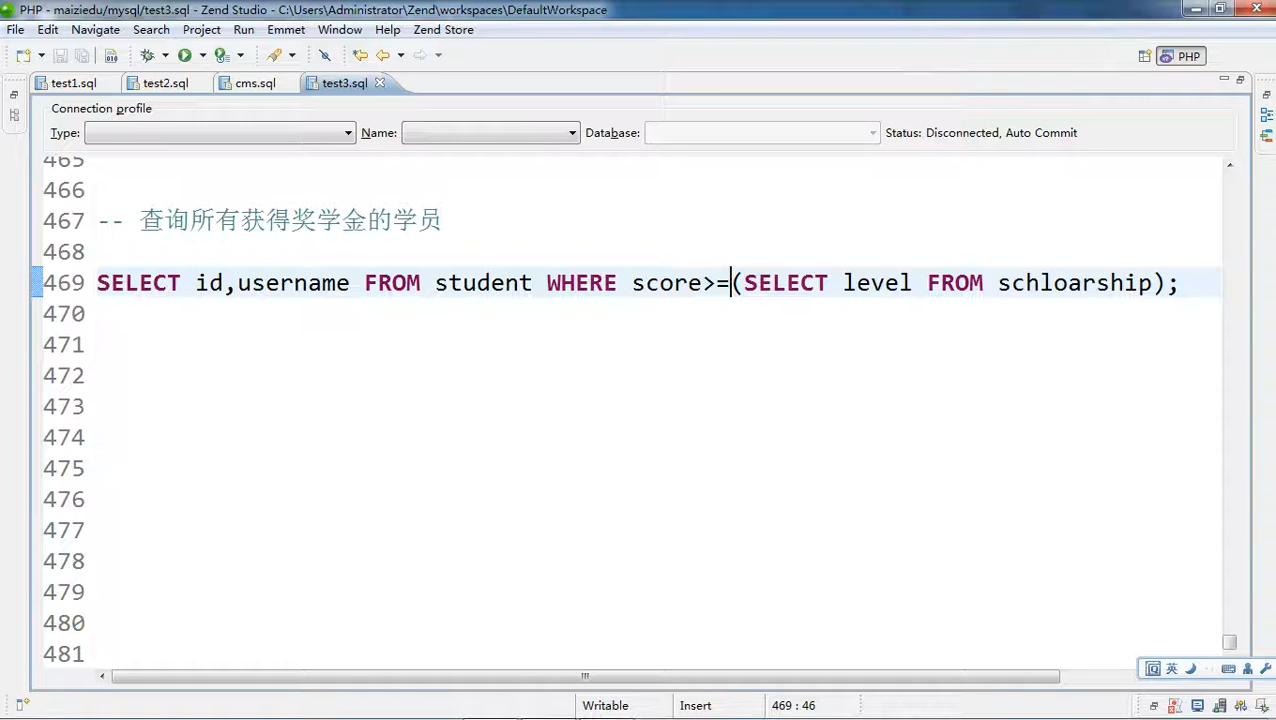 PHP - maiziedu/mysql/test3.sql - Zend Studio - C:\Users\Administrator\Zend\workspaces\DefaultWorkspace
File Edit Navigate Search Project Run Emmet Window Help Zend Store
PHP
test1.sql test2.sql cms.sql test3.sql
Connection profile
Type: Name: Database: Status: Disconnected, Auto Commit
465
466
467 -- 查询所有获得奖学金的学员
468
469 SELECT id,username FROM student WHERE score>=(SELECT level FROM schloarship);
470
471
472
473
474
475
476
477
478
479
480
481
英
Writable Insert 469 : 46